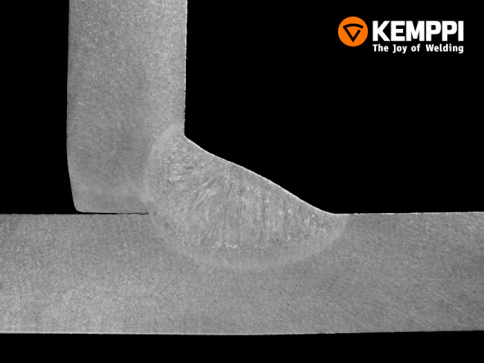 KEMPPI
The Joy of Welding